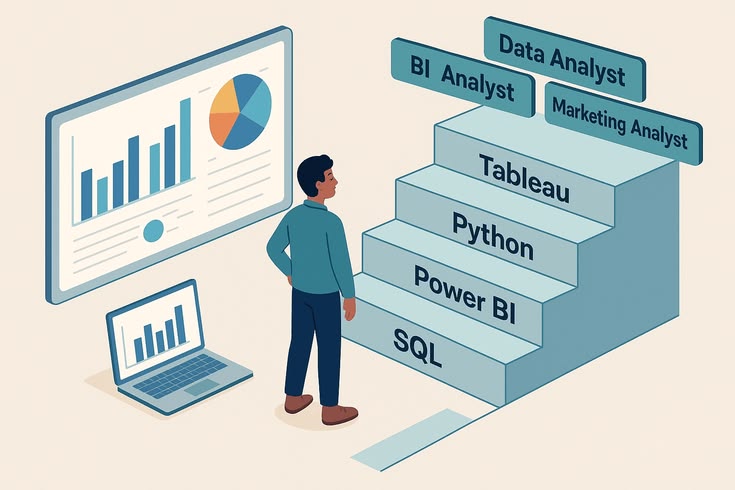 Data Analyst
BI Analyst
Marketing Analyst
Tableau
Python
Power BI
SQL